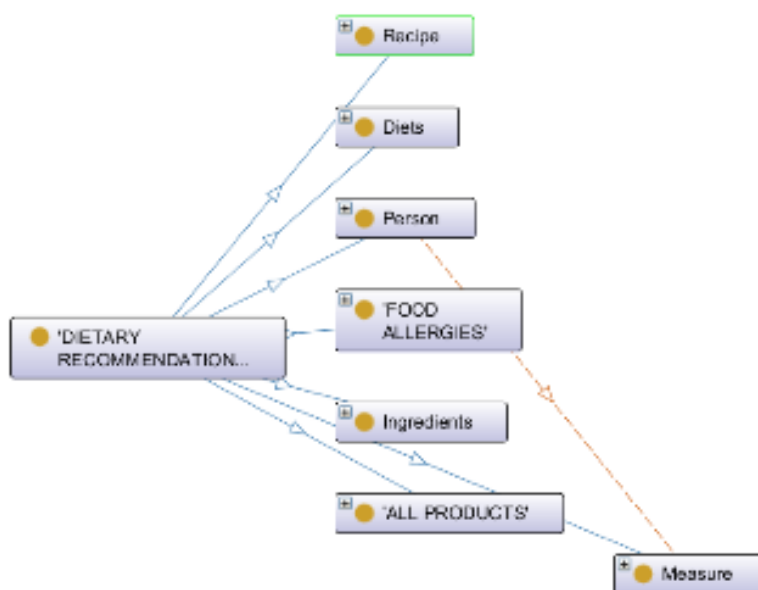 Recipe
Diets
Person
'FOOD
ALLERGIES'
'DIETARY
RECOMMENDATION...
Ingredients
'ALL PRODUCTS'
Measure